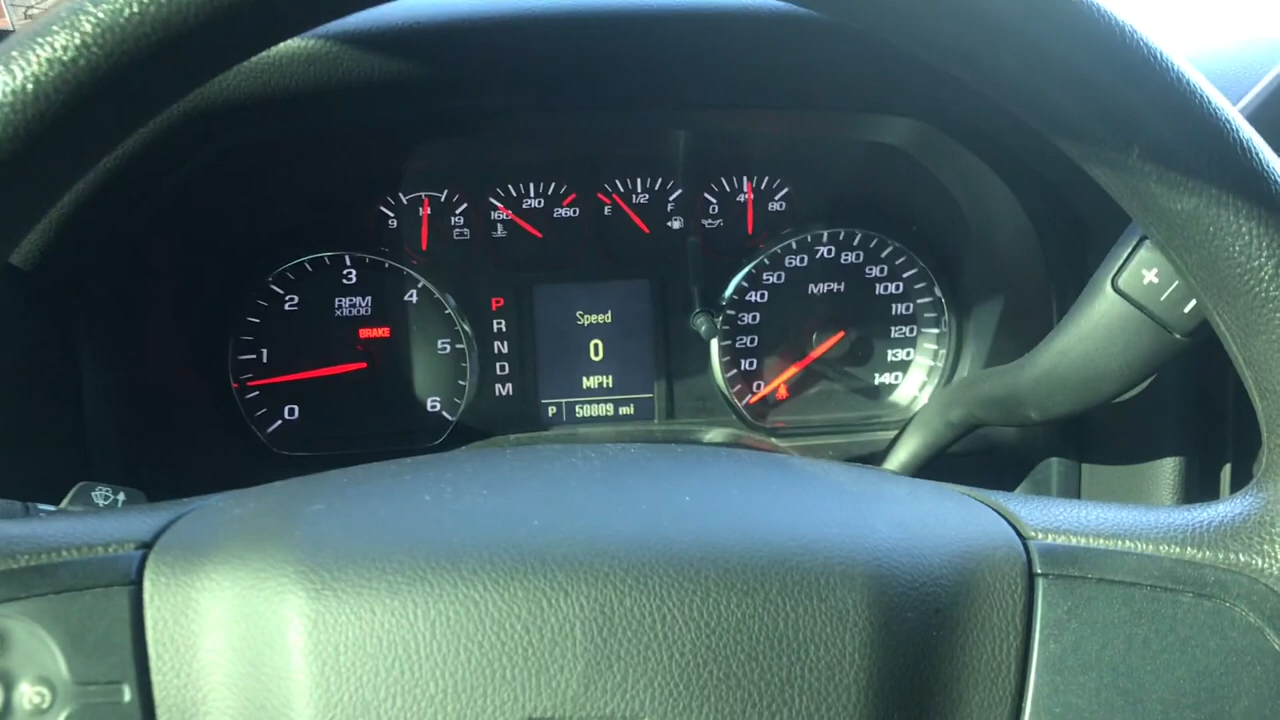 9 14 19
160 210 260
E 1/2 F
0 40 80
0 1 2 3 4 5 6
RPM
x1000
BRAKE
P
R
N
D
M
Speed
0
MPH
P 50809 mi
0 10 20 30 40 50 60 70 80 90 100 110 120 130 140
MPH
+